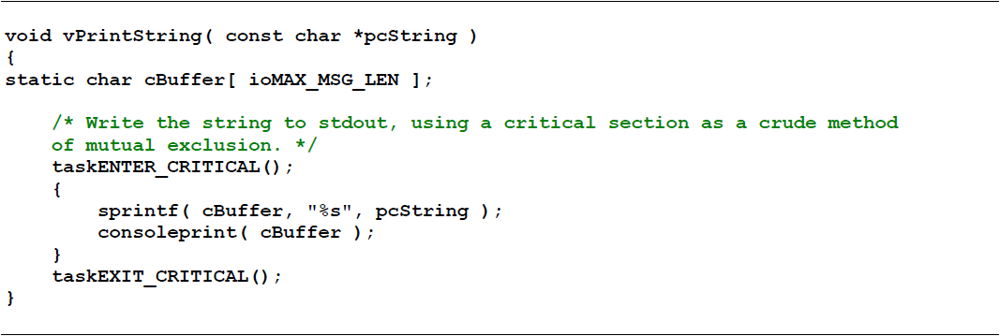 void vPrintString( const char *pcString )
{
static char cBuffer[ ioMAX_MSG_LEN ];
/* Write the string to stdout, using a critical section as a crude method
of mutual exclusion. */
taskENTER_CRITICAL();
{
sprintf( cBuffer, "%s", pcString );
consoleprint( cBuffer );
}
taskEXIT_CRITICAL();
}